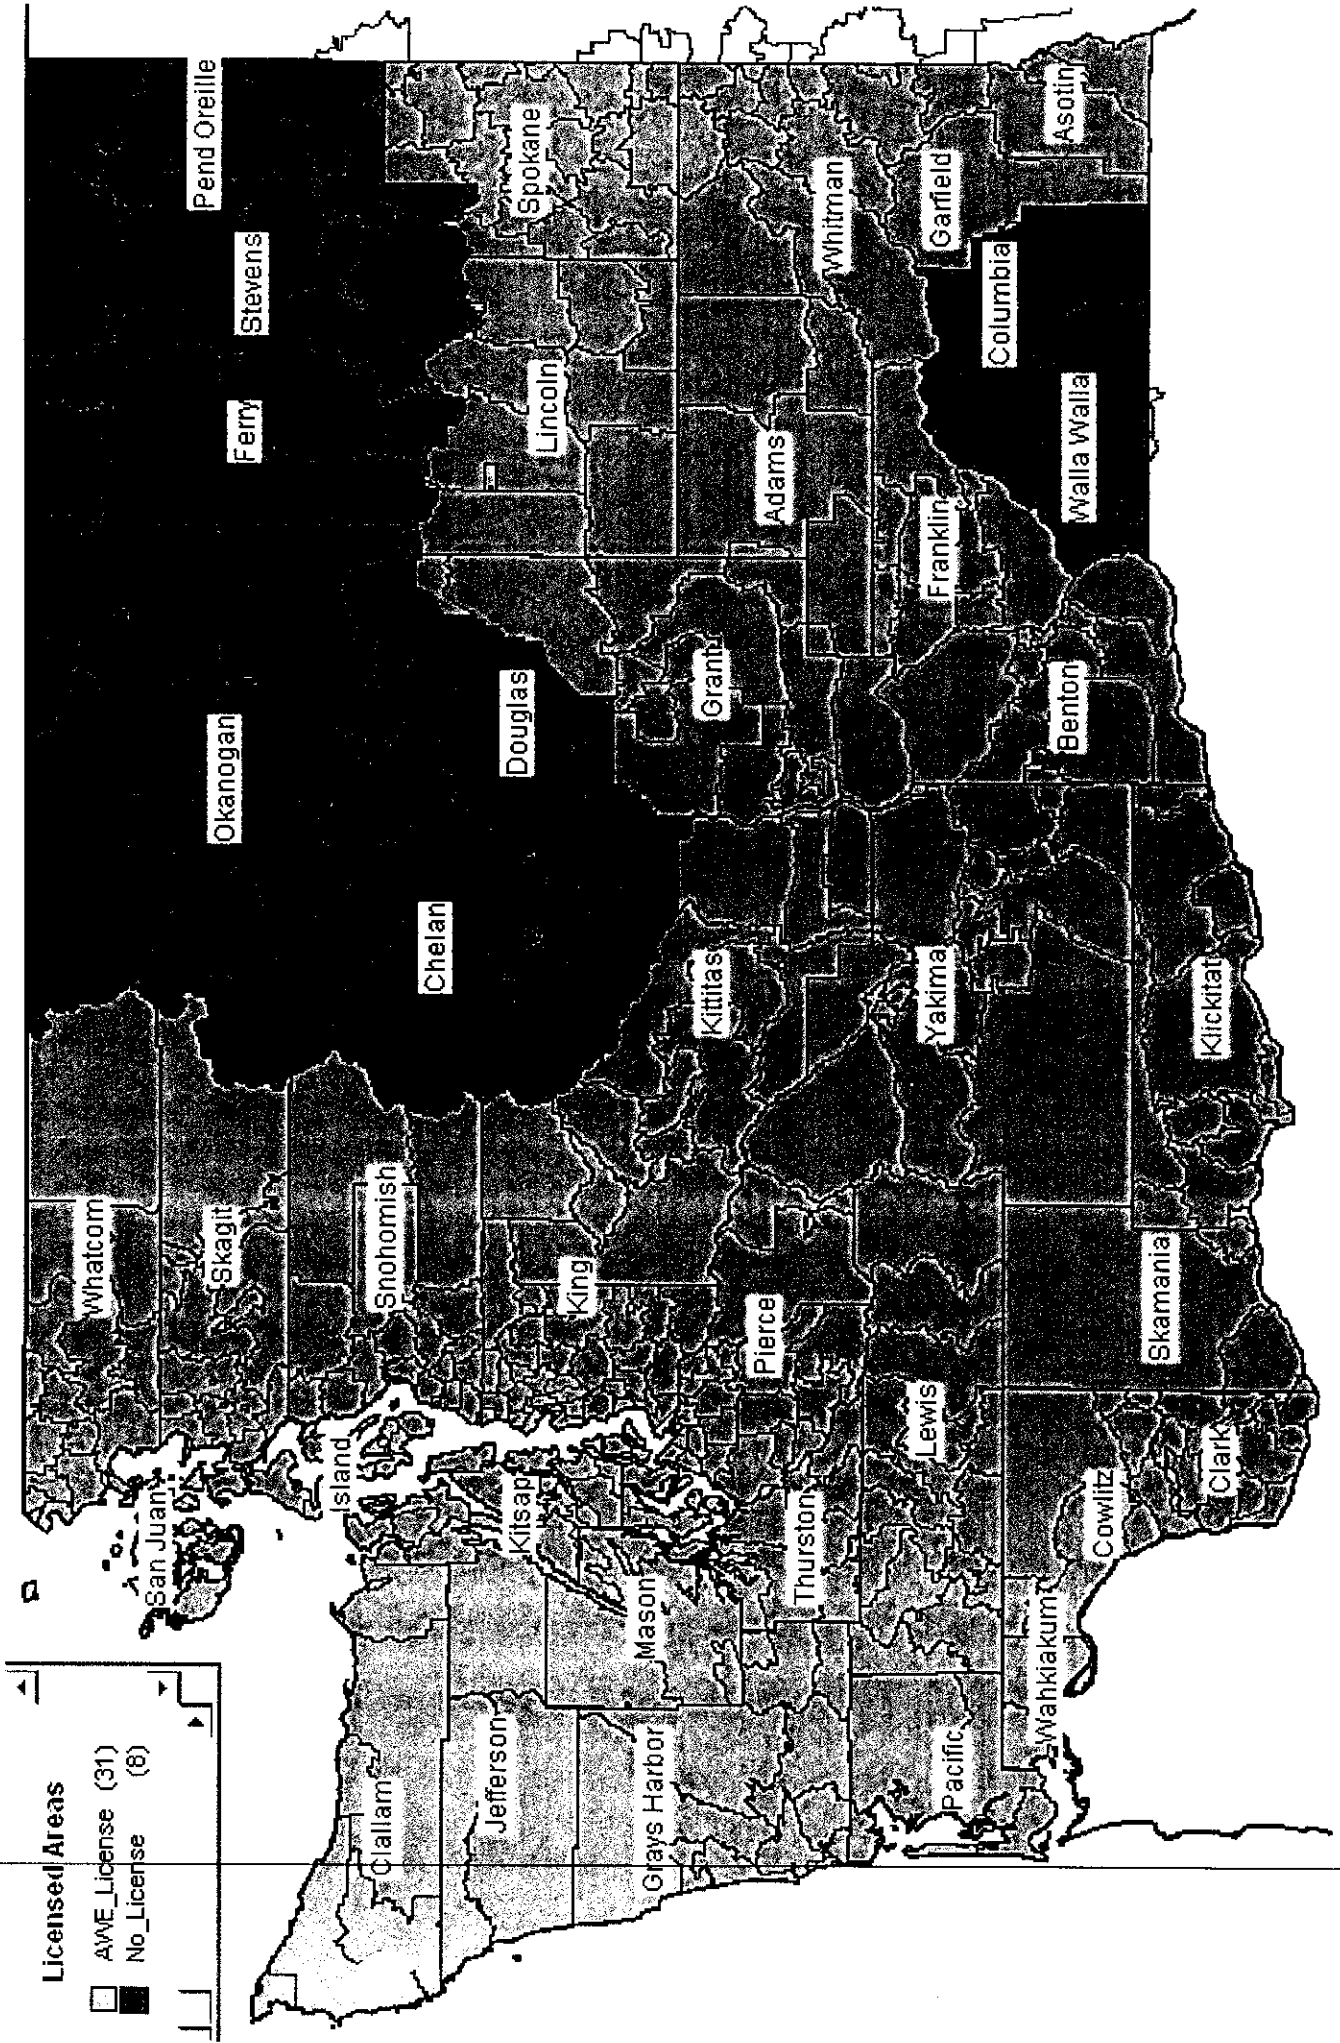 Licensed Areas
AWE_License (31)
No_License (8)
Whatcom
Okanogan
Ferry
Stevens
Pend Oreille
San Juan
Skagit
Island
Snohomish
Chelan
Clallam
Jefferson
Kitsap
King
Douglas
Lincoln
Spokane
Grays Harbor
Mason
Pierce
Kittitas
Grant
Adams
Whitman
Thurston
Pacific
Lewis
Yakima
Franklin
Garfield
Columbia
Wahkiakum
Cowlitz
Benton
Walla Walla
Asotin
Clark
Skamania
Klickitat